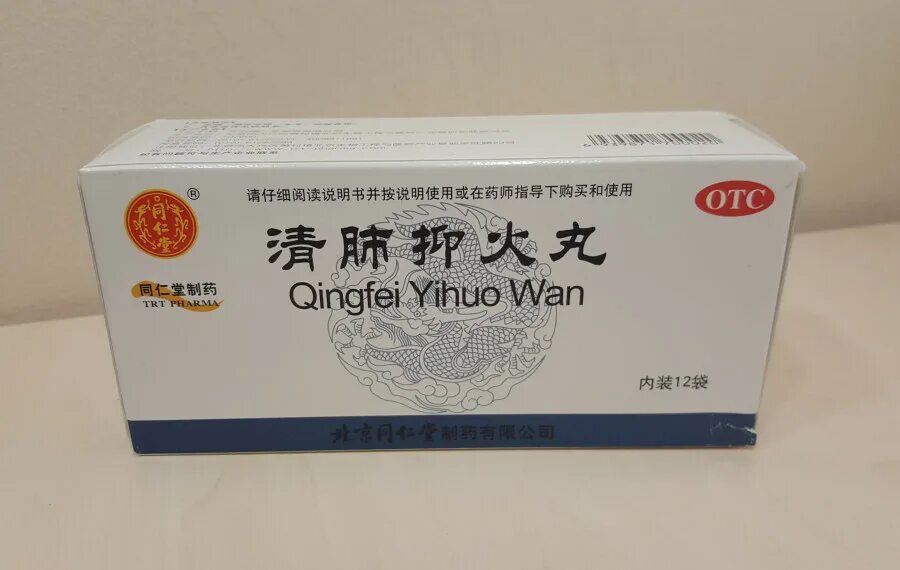 请仔细阅读说明书并按说明使用或在药师指导下购买和使用
OTC
同仁堂
®
清肺抑火丸
Qingfei Yihuo Wan
同仁堂制药
TRT PHARMA
内装12袋
北京同仁堂制药有限公司